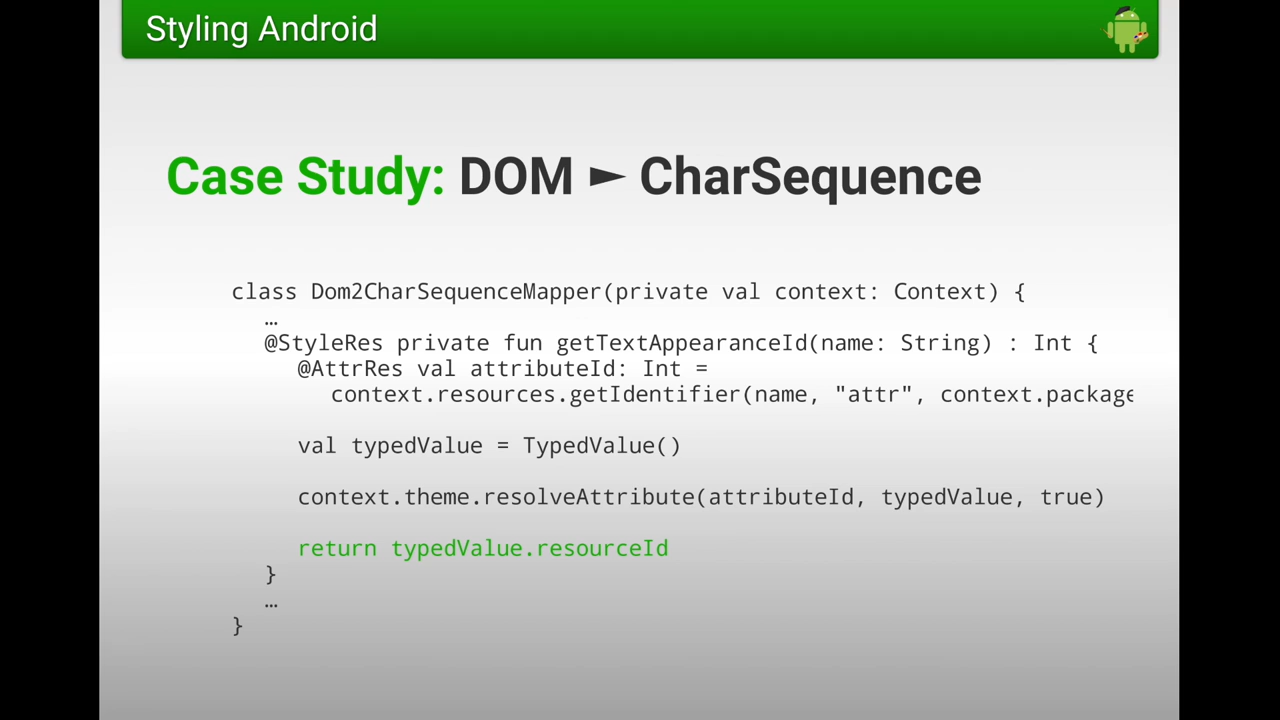 Styling Android
Case Study: DOM ► CharSequence
class Dom2CharSequenceMapper(private val context: Context) {
…
@StyleRes private fun getTextAppearanceId(name: String) : Int {
@AttrRes val attributeId: Int =
context.resources.getIdentifier(name, "attr", context.package
val typedValue = TypedValue()
context.theme.resolveAttribute(attributeId, typedValue, true)
return typedValue.resourceId
}
…
}